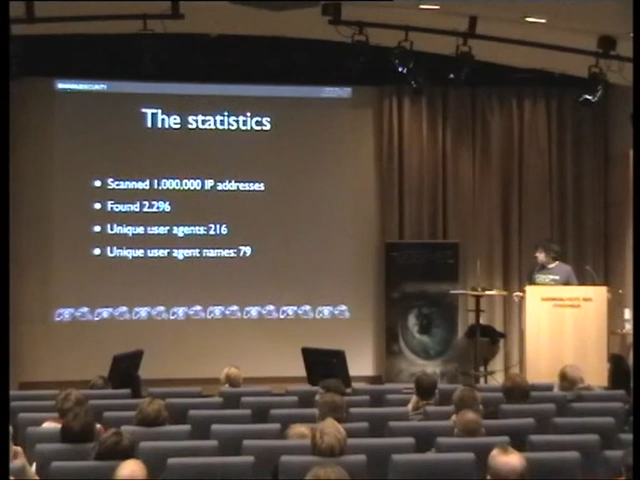 The statistics
Scanned 1,000,000 IP addresses
Found 2,296
Unique user agents: 216
Unique user agent names: 79